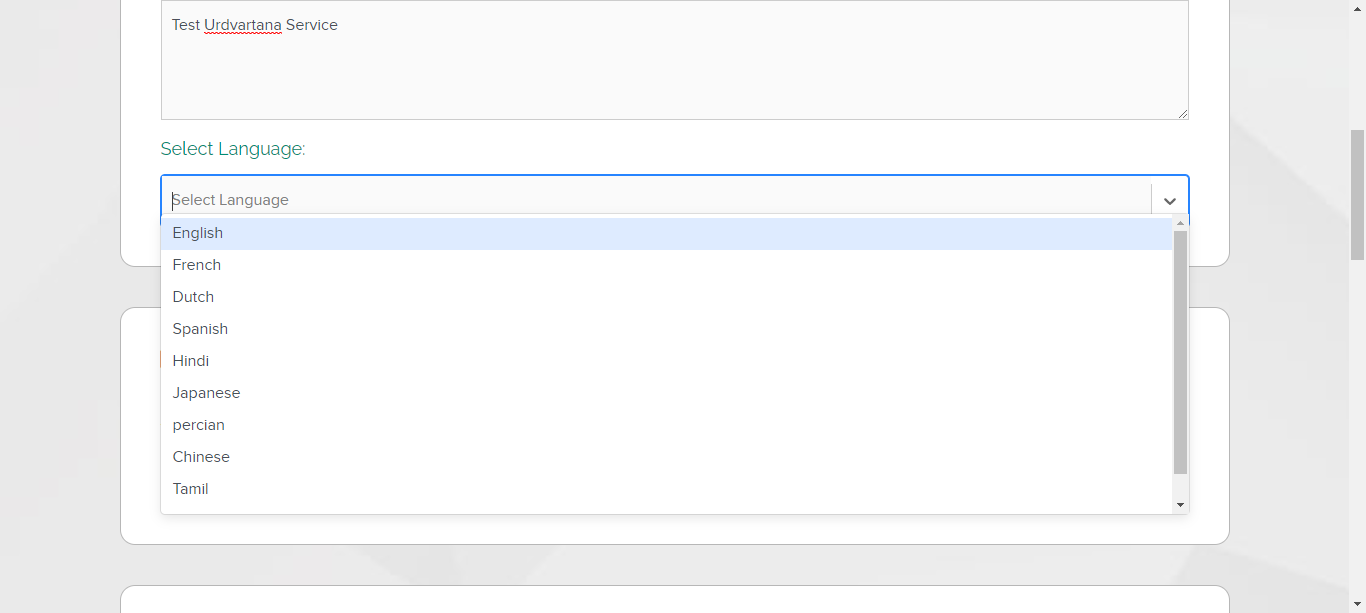 Test Urdvartana Service
Select Language:
Select Language
English
French
Dutch
Spanish
Hindi
Japanese
percian
Chinese
Tamil